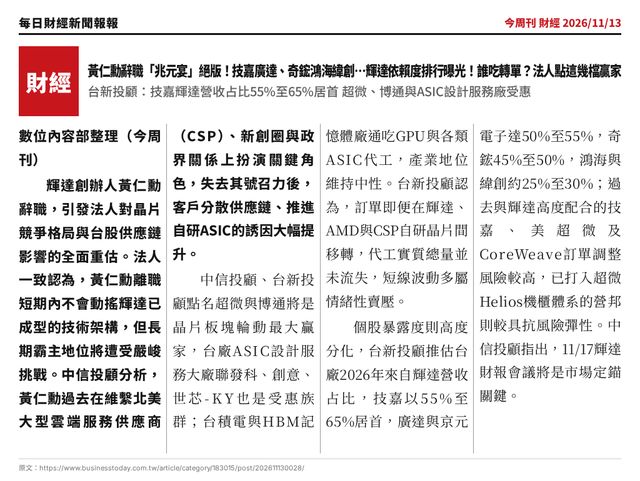 每日財經新聞報報
今周刊 財經 2026/11/13
財經
黃仁勳辭職「兆元宴」絕版！技嘉廣達、奇鋐鴻海緯創…輝達依賴度排行曝光！誰吃轉單？法人點這幾檔贏家
台新投顧：技嘉輝達營收占比55%至65%居首 超微、博通與ASIC設計服務廠受惠
數位內容部整理（今周
刊）
輝達創辦人黃仁勳
辭職，引發法人對晶片
競爭格局與台股供應鏈
影響的全面重估。法人
一致認為，黃仁勳離職
短期內不會動搖輝達已
成型的技術架構，但長
期霸主地位將遭受嚴峻
挑戰。中信投顧分析，
黃仁勳過去在維繫北美
大型雲端服務供應商
（CSP）、新創圈與政
界關係上扮演關鍵角
色，失去其號召力後，
客戶分散供應鏈、推進
自研ASIC的誘因大幅提
升。
中信投顧、台新投
顧點名超微與博通將是
晶片板塊輪動最大贏
家，台廠ASIC設計服
務大廠聯發科、創意、
世芯-KY也是受惠族
群；台積電與HBM記
憶體廠通吃GPU與各類
ASIC代工，產業地位
維持中性。台新投顧認
為，訂單即便在輝達、
AMD與CSP自研晶片間
移轉，代工實質總量並
未流失，短線波動多屬
情緒性賣壓。
個股暴露度則高度
分化，台新投顧推估台
廠2026年來自輝達營收
占比，技嘉以55%至
65%居首，廣達與京元
電子達50%至55%，奇
鋐45%至50%，鴻海與
緯創約25%至30%；過
去與輝達高度配合的技
嘉、美超微及
CoreWeave訂單調整
風險較高，已打入超微
Helios機櫃體系的營邦
則較具抗風險彈性。中
信投顧指出，11/17輝達
財報會議將是市場定錨
關鍵。
原文：https://www.businesstoday.com.tw/article/category/183015/post/202611130028/